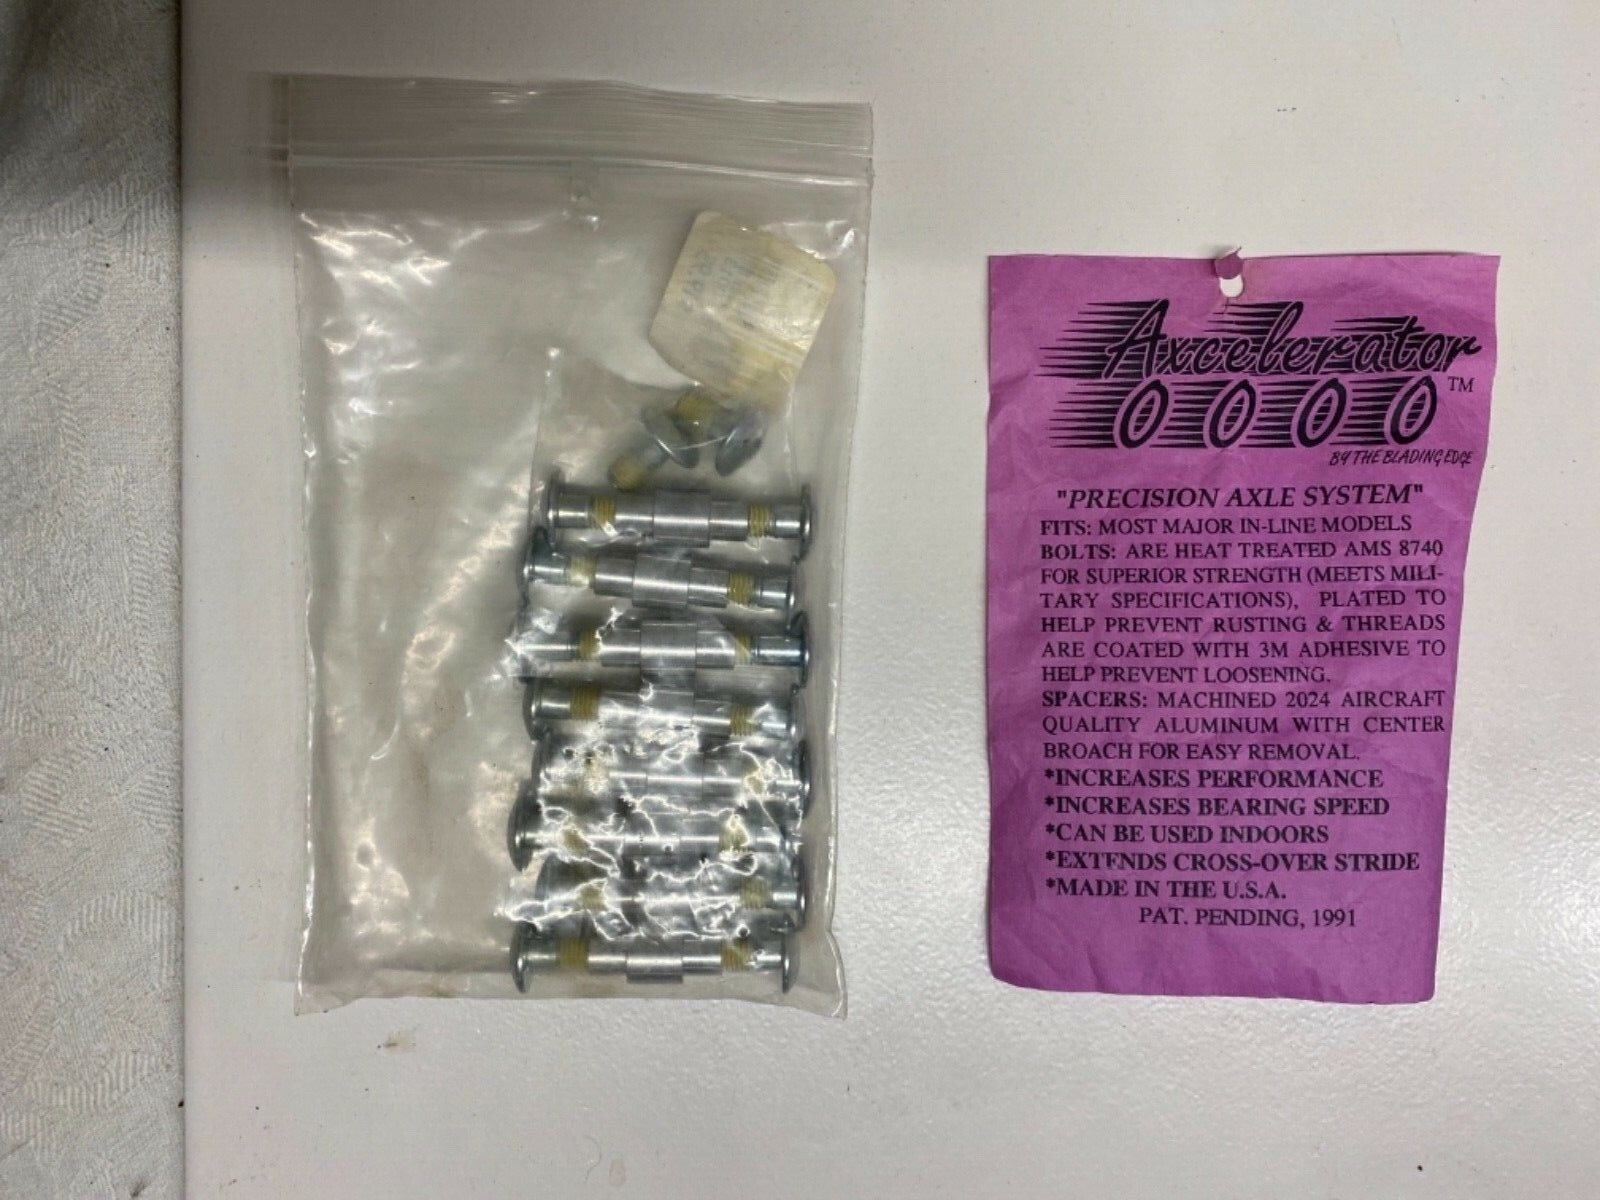 Axcelerator
0000 TM
BY THE BLADING EDGE
"PRECISION AXLE SYSTEM"
FITS: MOST MAJOR IN-LINE MODELS
BOLTS: ARE HEAT TREATED AMS 8740
FOR SUPERIOR STRENGTH (MEETS MILI-
TARY SPECIFICATIONS), PLATED TO
HELP PREVENT RUSTING & THREADS
ARE COATED WITH 3M ADHESIVE TO
HELP PREVENT LOOSENING.
SPACERS: MACHINED 2024 AIRCRAFT
QUALITY ALUMINUM WITH CENTER
BROACH FOR EASY REMOVAL.
*INCREASES PERFORMANCE
*INCREASES BEARING SPEED
*CAN BE USED INDOORS
*EXTENDS CROSS-OVER STRIDE
*MADE IN THE U.S.A.
PAT. PENDING, 1991